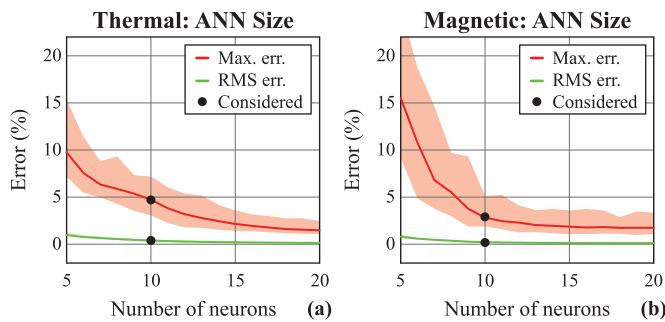 Thermal: ANN Size
Max. err.
RMS err.
Considered
Error (%)
20
15
10
5
0
5
10
15
20
Number of neurons
(a)
Magnetic: ANN Size
Max. err.
RMS err.
Considered
Error (%)
20
15
10
5
0
5
10
15
20
Number of neurons
(b)